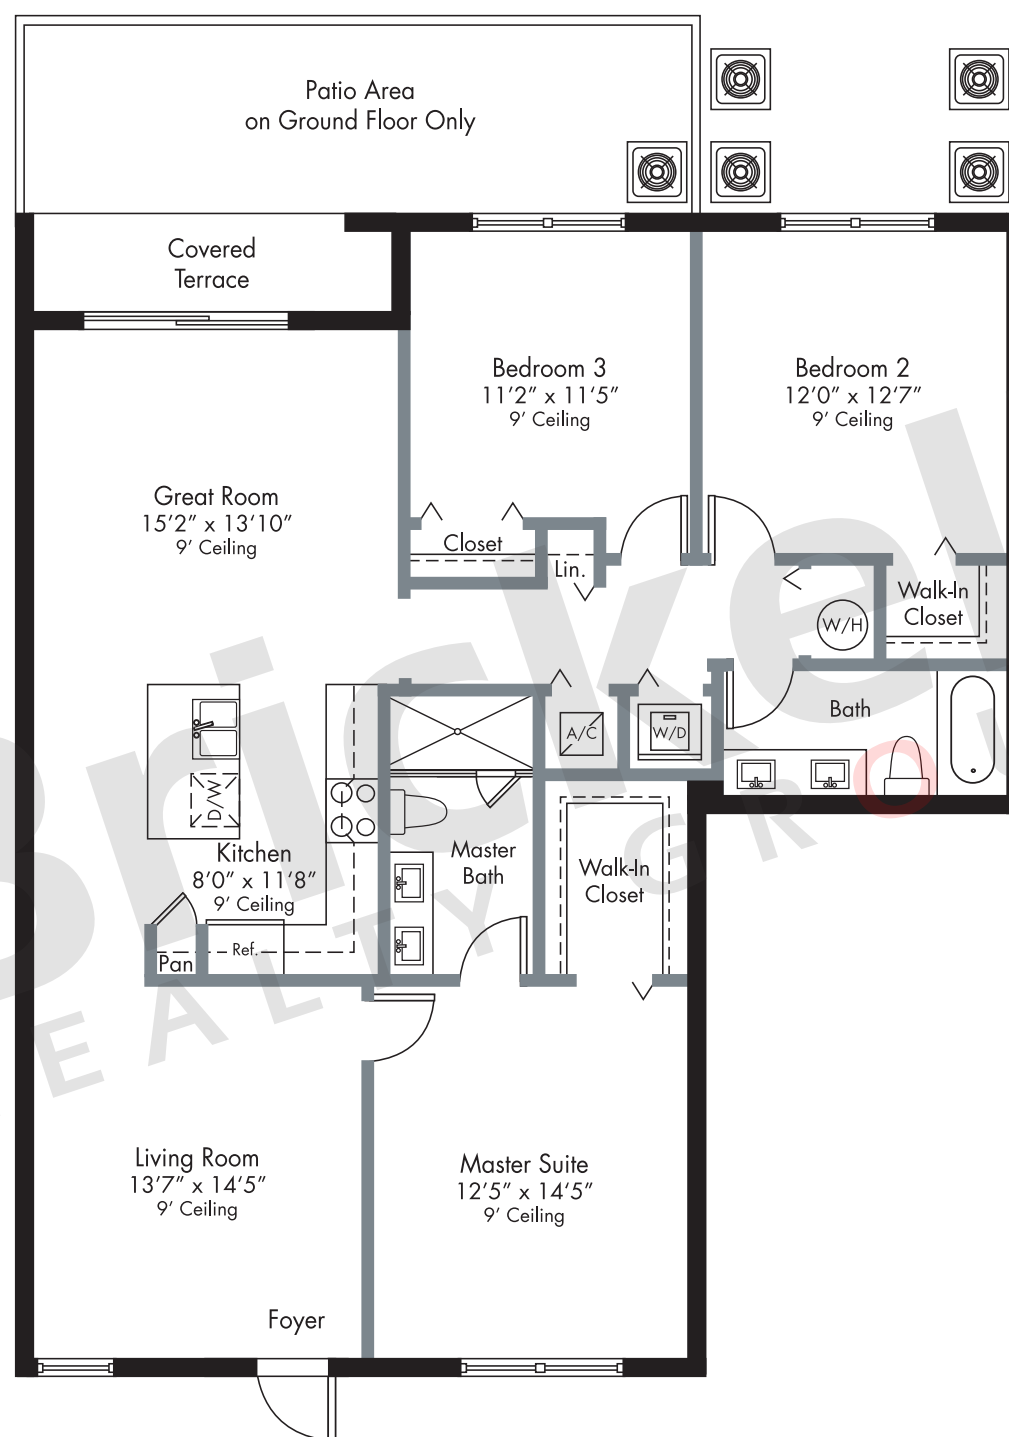 Patio Area
on Ground Floor Only
Covered
Terrace
Bedroom 3
11'2" x 11'5"
9' Ceiling
Bedroom 2
12'0" x 12'7"
9' Ceiling
Great Room
15'2" x 13'10"
9' Ceiling
Closet
Lin.
Walk-In
Closet
W/H
A/C
W/D
Bath
D/W
Kitchen
8'0" x 11'8"
9' Ceiling
Master
Bath
Walk-In
Closet
Ref.
Pan
Living Room
13'7" x 14'5"
9' Ceiling
Master Suite
12'5" x 14'5"
9' Ceiling
Foyer
Brickel
EALTY GROU